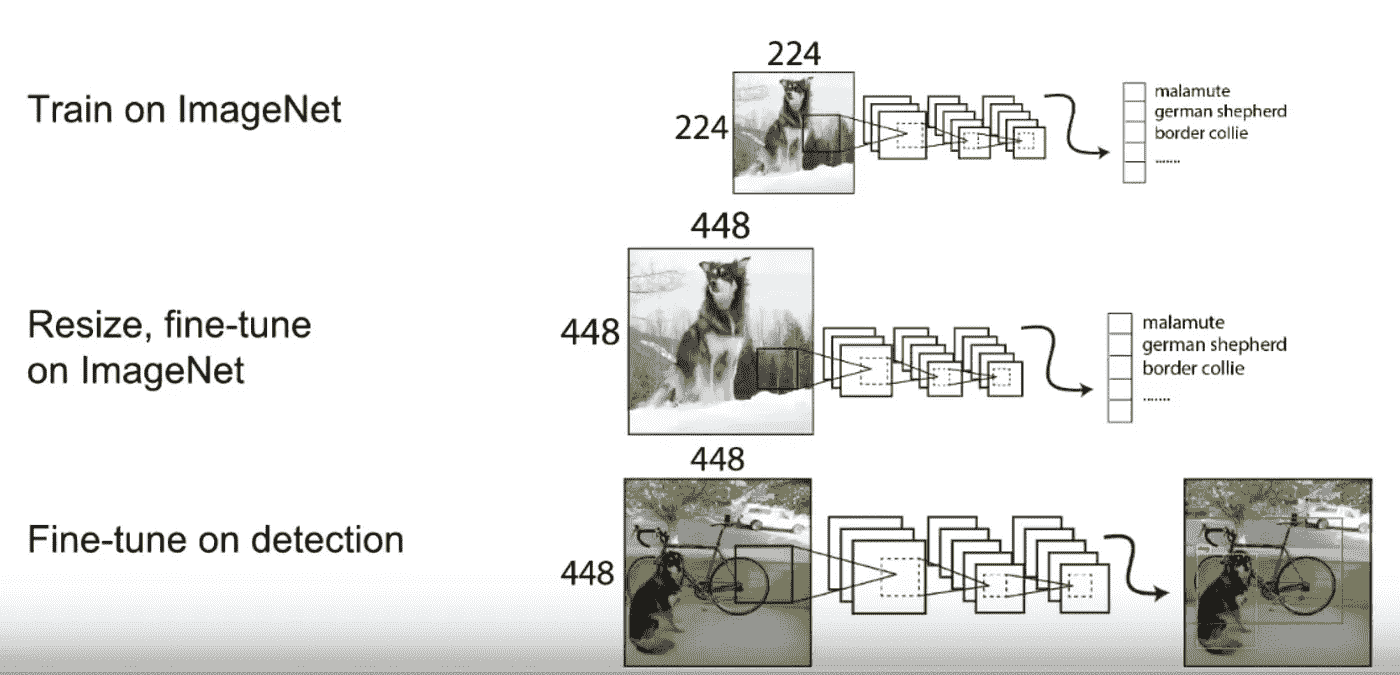 224
Train on ImageNet
224
malamute
german shepherd
border collie
.......
448
Resize, fine-tune
on ImageNet
448
malamute
german shepherd
border collie
.......
448
Fine-tune on detection
448